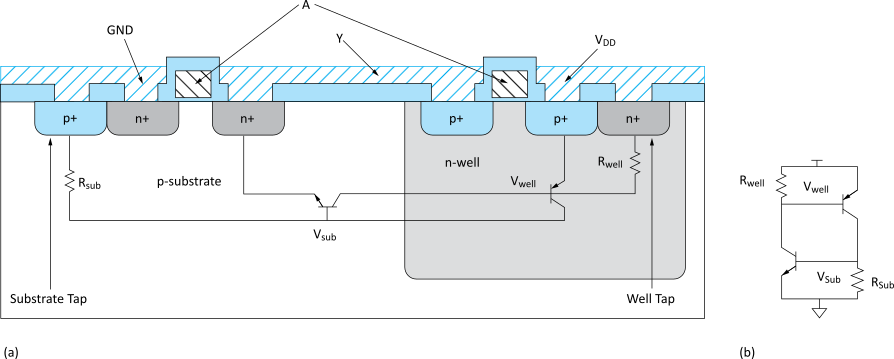 A
GND
Y
VDD
p+
n+
n+
p+
p+
n+
Rsub
p-substrate
n-well
Vwell
Rwell
Vsub
Substrate Tap
Well Tap
(a)
Rwell
Vwell
VSub
RSub
(b)